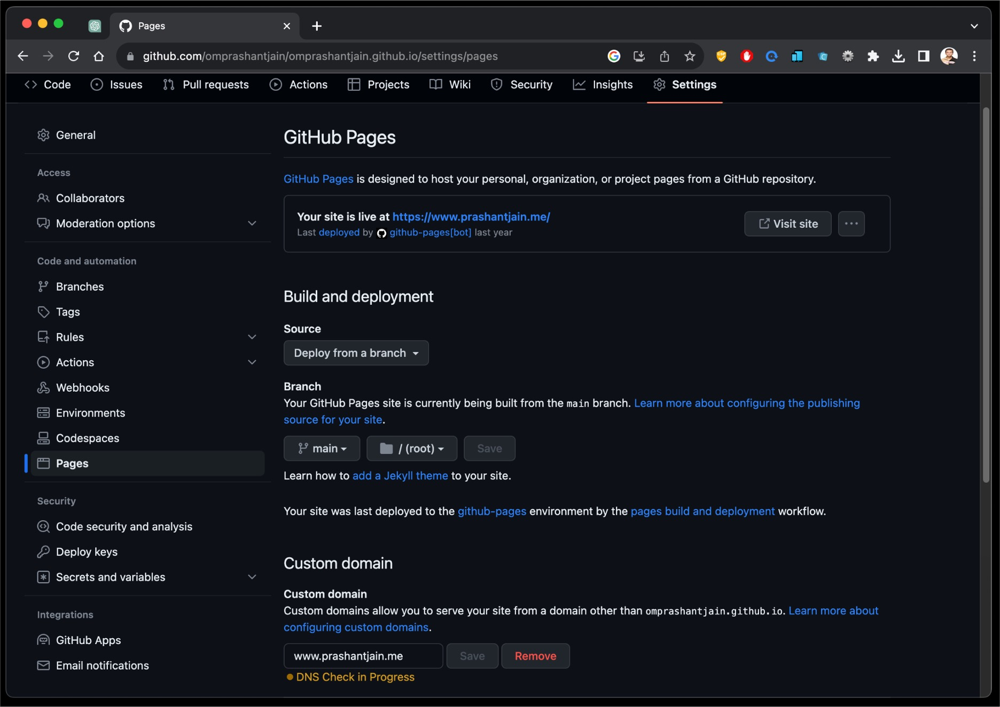 Pages
github.com/omprashantjain/omprashantjain.github.io/settings/pages
Code Issues Pull requests Actions Projects Wiki Security Insights Settings
General
Access
Collaborators
Moderation options
Code and automation
Branches
Tags
Rules
Actions
Webhooks
Environments
Codespaces
Pages
Security
Code security and analysis
Deploy keys
Secrets and variables
Integrations
GitHub Apps
Email notifications
GitHub Pages
GitHub Pages is designed to host your personal, organization, or project pages from a GitHub repository.
Your site is live at https://www.prashantjain.me/
Last deployed by github-pages[bot] last year
Visit site
Build and deployment
Source
Deploy from a branch
Branch
Your GitHub Pages site is currently being built from the main branch. Learn more about configuring the publishing
source for your site.
main / (root) Save
Learn how to add a Jekyll theme to your site.
Your site was last deployed to the github-pages environment by the pages build and deployment workflow.
Custom domain
Custom domain
Custom domains allow you to serve your site from a domain other than omprashantjain.github.io. Learn more about
configuring custom domains.
www.prashantjain.me Save Remove
DNS Check in Progress